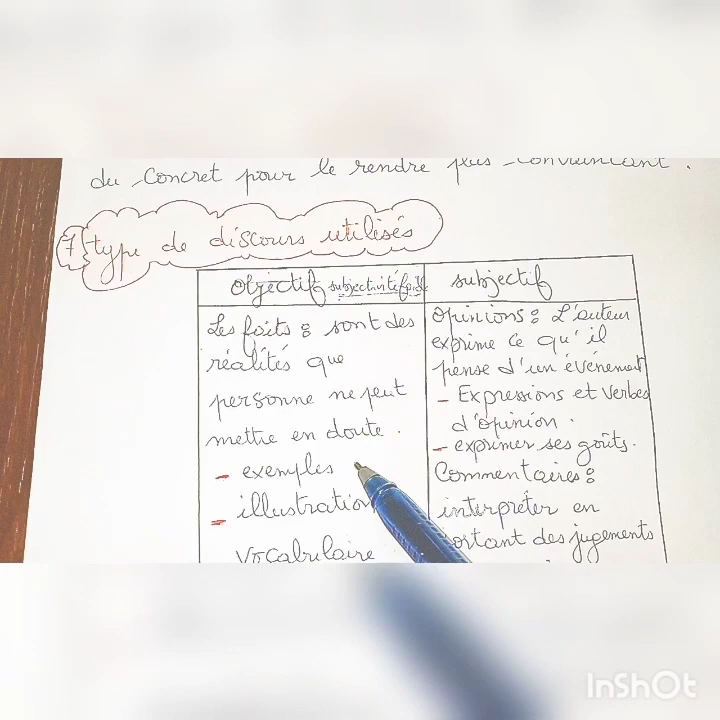 du concret pour le rendre plus convaincant.
7 type de discours utilisés
objectif subjectivité faible
Les faits : sont des
réalités que
personne ne peut
mettre en doute.
- exemples
= illustration
Vocabulaire
subjectif
opinions : L'auteur
exprime ce qu'il
pense d'un événement
- Expressions et verbes
d'opinion.
- exprimer ses goûts.
Commentaires :
interpréter en
portant des jugements
InShOt